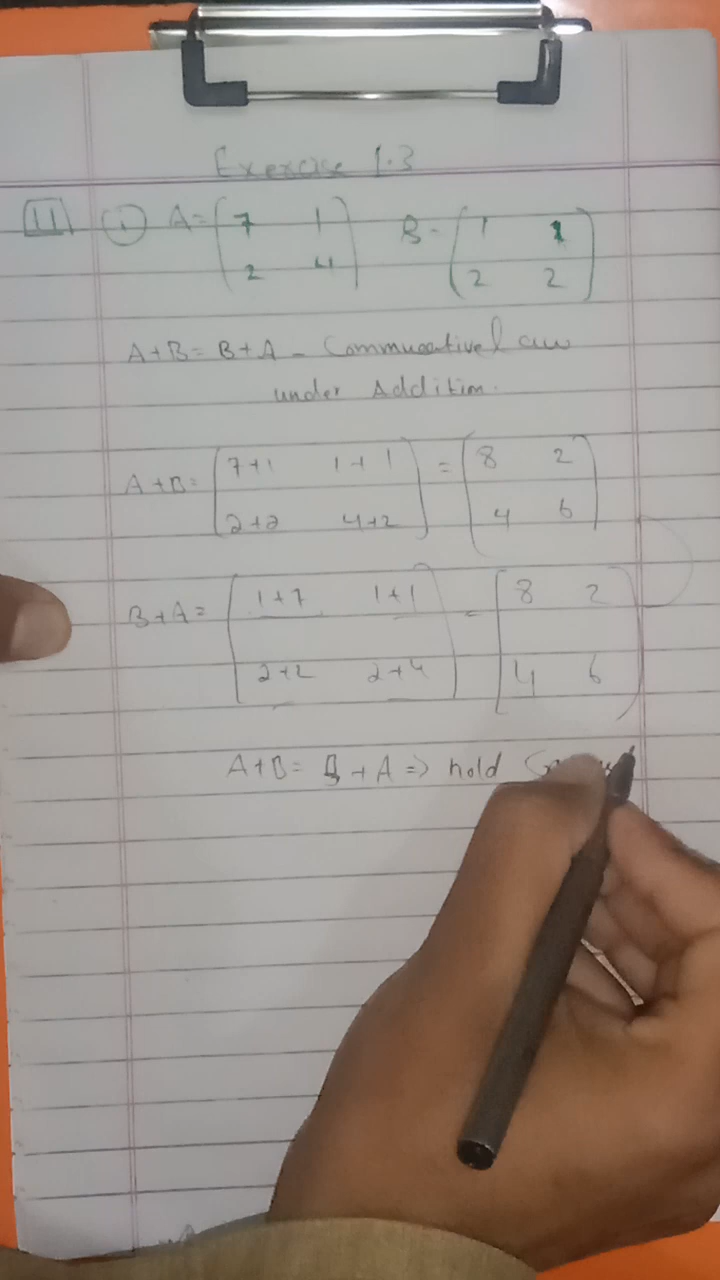 Exercise 1.3
11 (i) A = ( 7 1 B = ( 1 1
2 4 ) 2 2 )
A+B = B+A - Commucative law
under Addition.
A+B = [ 7+1 1+1 ] = [ 8 2
2+2 4+2 ] 4 6 ]
B+A = [ 1+7 1+1 ] = [ 8 2
2+2 2+4 ] 4 6 ]
A+B = B+A => hold